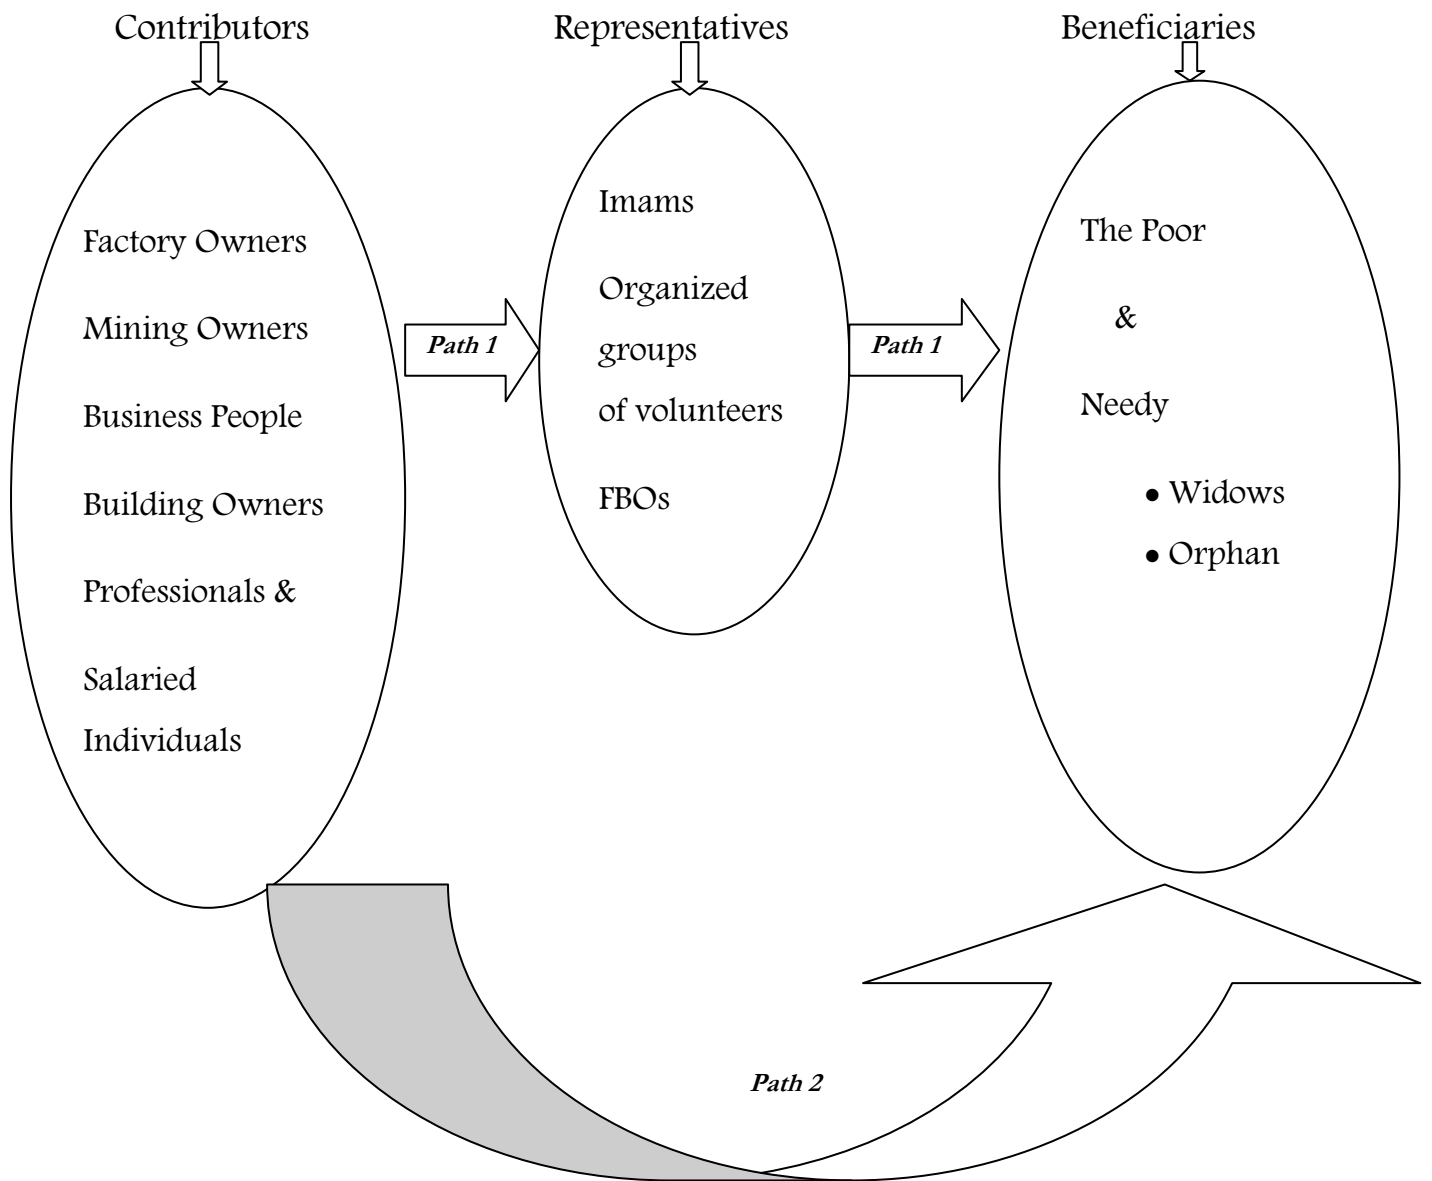 Contributors
Representatives
Beneficiaries
Factory Owners
Mining Owners
Business People
Building Owners
Professionals &
Salaried
Individuals
Path 1
Imams
Organized
groups
of volunteers
FBOs
Path 1
The Poor
&
Needy
• Widows
• Orphan
Path 2